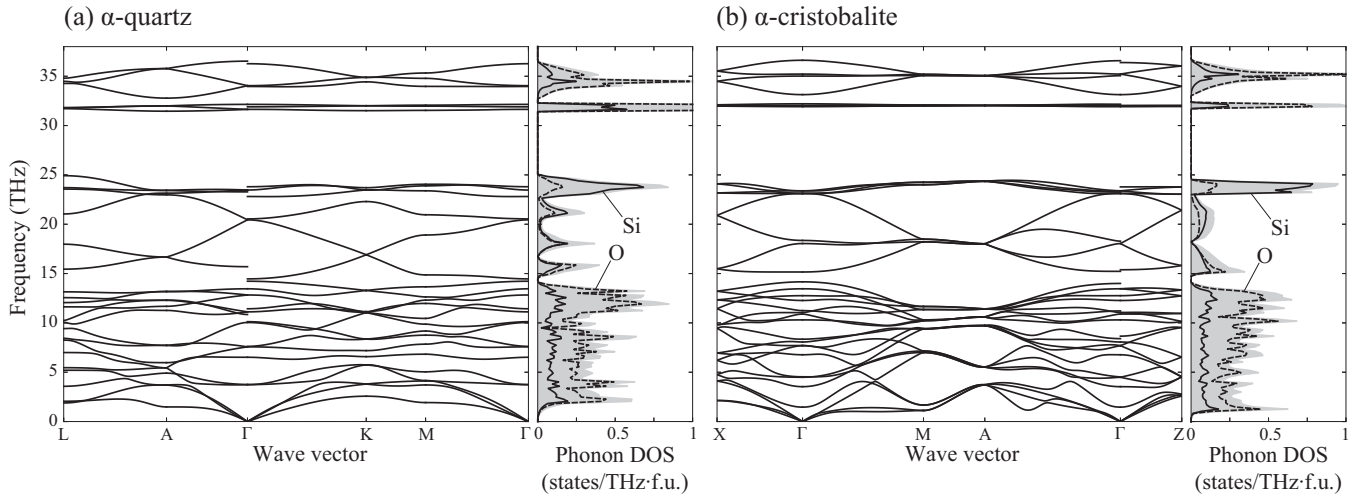 (a) α-quartz
(b) α-cristobalite
Frequency (THz)
35
30
25
20
15
10
5
0
Si
O
L A Γ K M Γ
0 0.5 1
Wave vector
Phonon DOS
(states/THz·f.u.)
Si
O
X Γ M A Γ Z
0 0.5 1
Wave vector
Phonon DOS
(states/THz·f.u.)